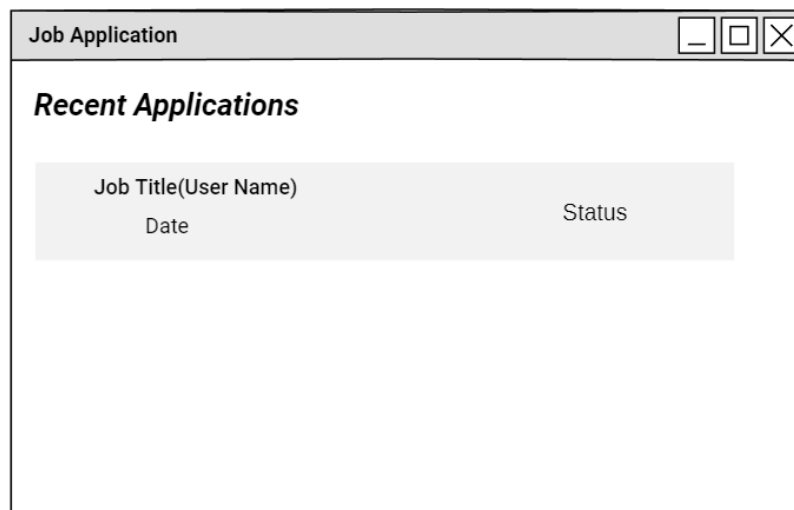 Job Application
Recent Applications
Job Title(User Name)
Date
Status